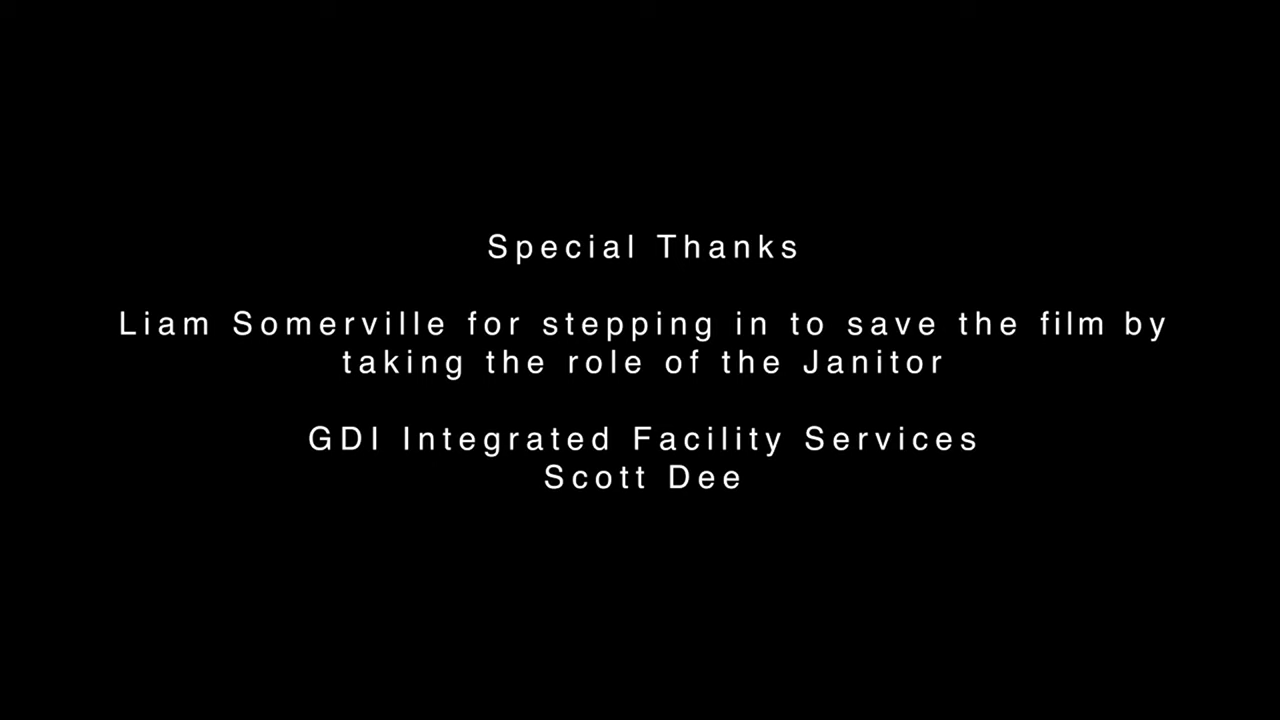 Special Thanks
Liam Somerville for stepping in to save the film by
taking the role of the Janitor
GDI Integrated Facility Services
Scott Dee